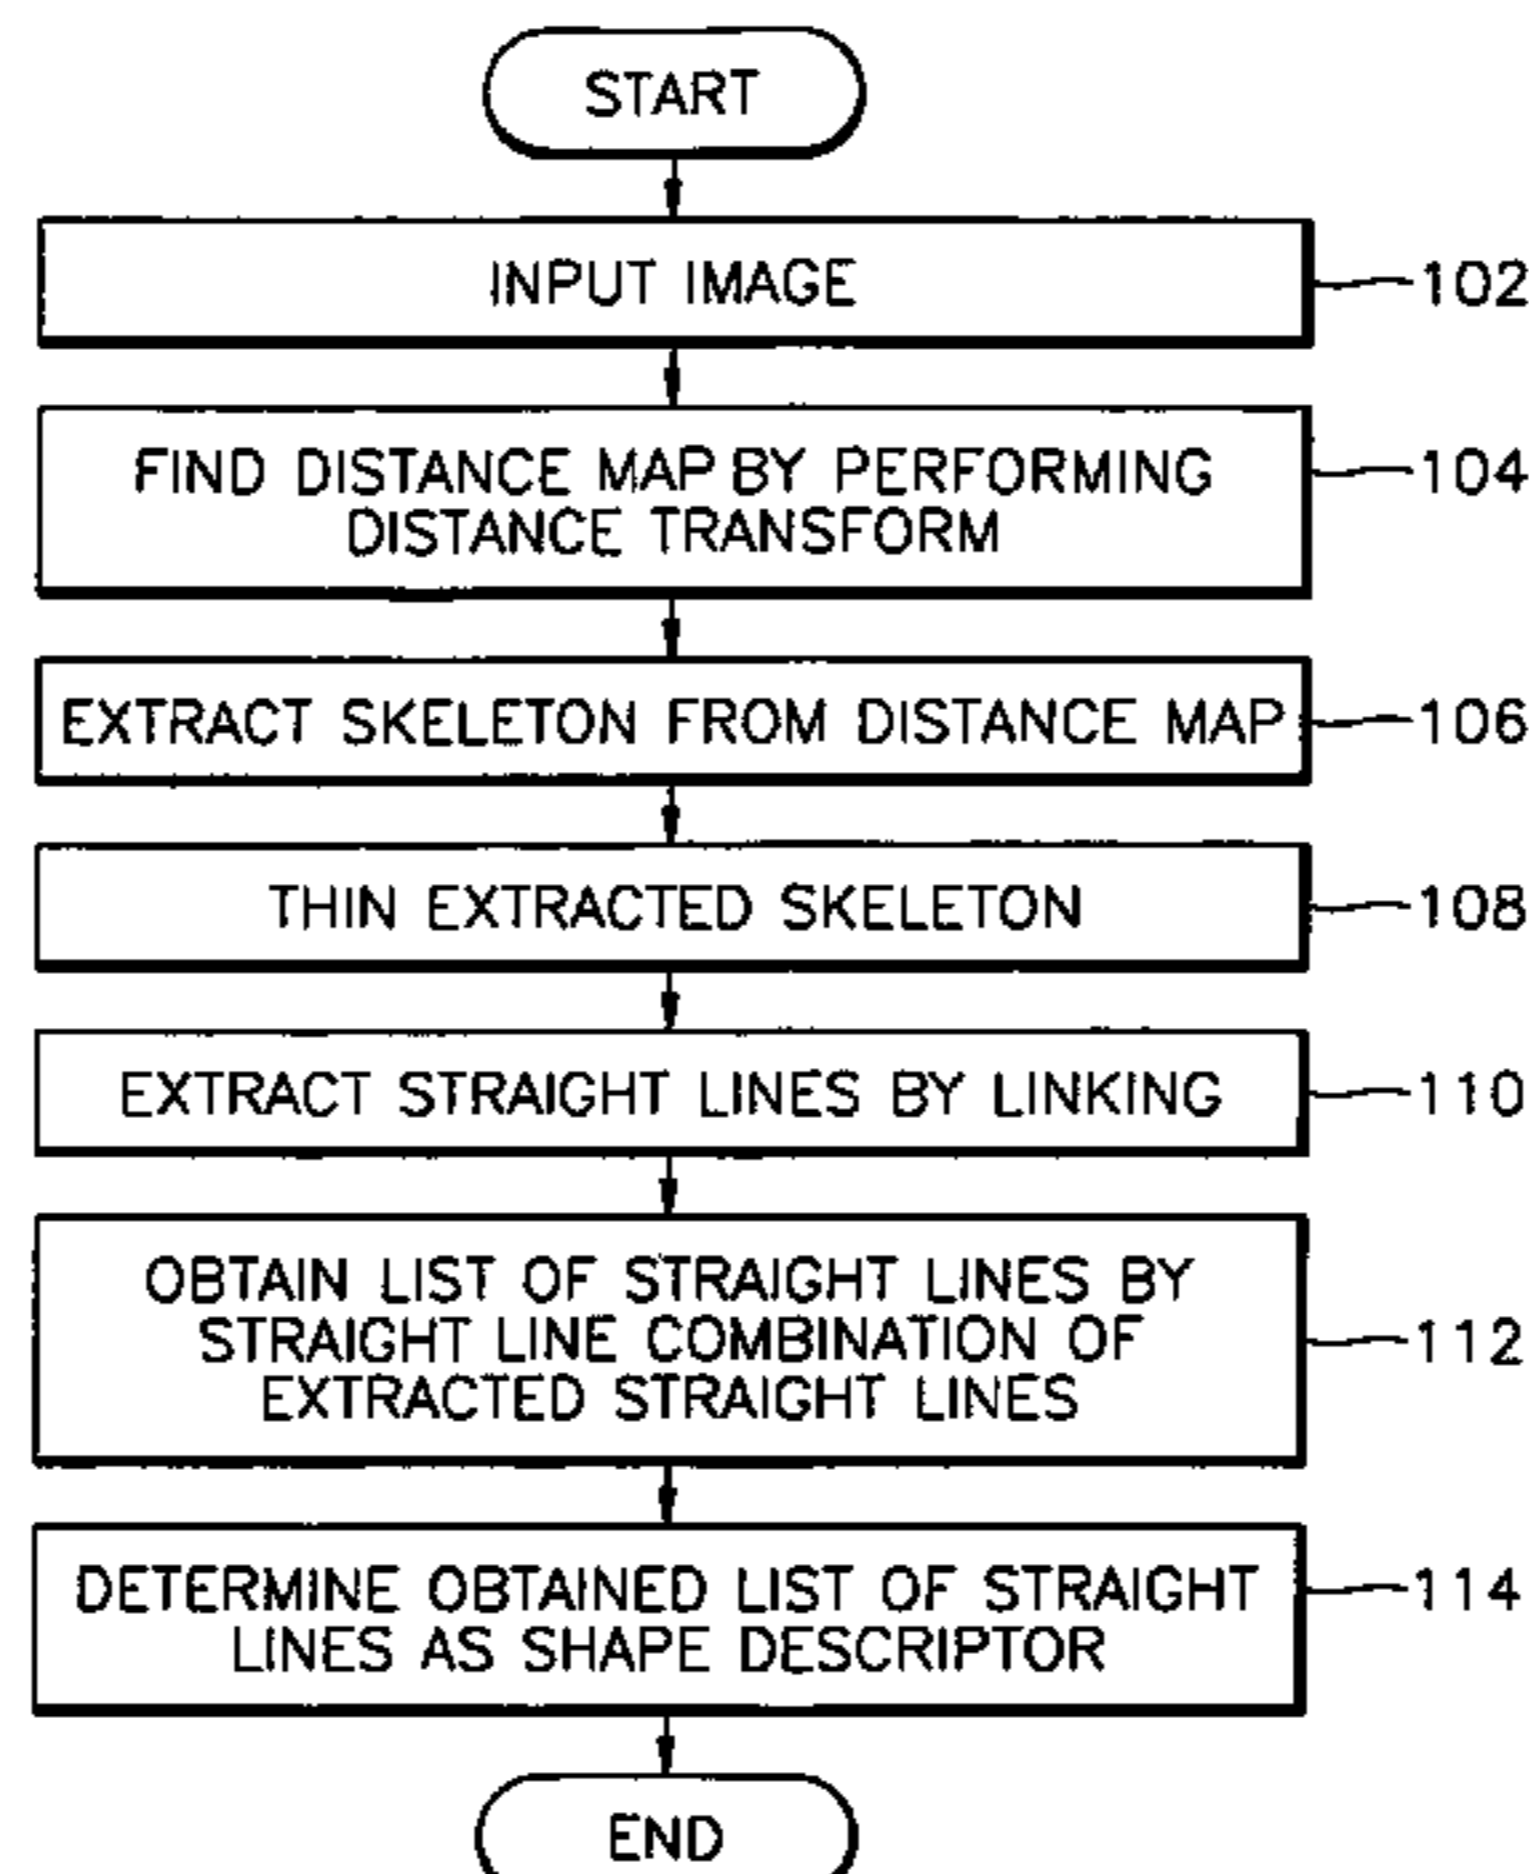 START
INPUT IMAGE
102
FIND DISTANCE MAP BY PERFORMING
DISTANCE TRANSFORM
104
EXTRACT SKELETON FROM DISTANCE MAP
106
THIN EXTRACTED SKELETON
108
EXTRACT STRAIGHT LINES BY LINKING
110
OBTAIN LIST OF STRAIGHT LINES BY
STRAIGHT LINE COMBINATION OF
EXTRACTED STRAIGHT LINES
112
DETERMINE OBTAINED LIST OF STRAIGHT
LINES AS SHAPE DESCRIPTOR
114
END